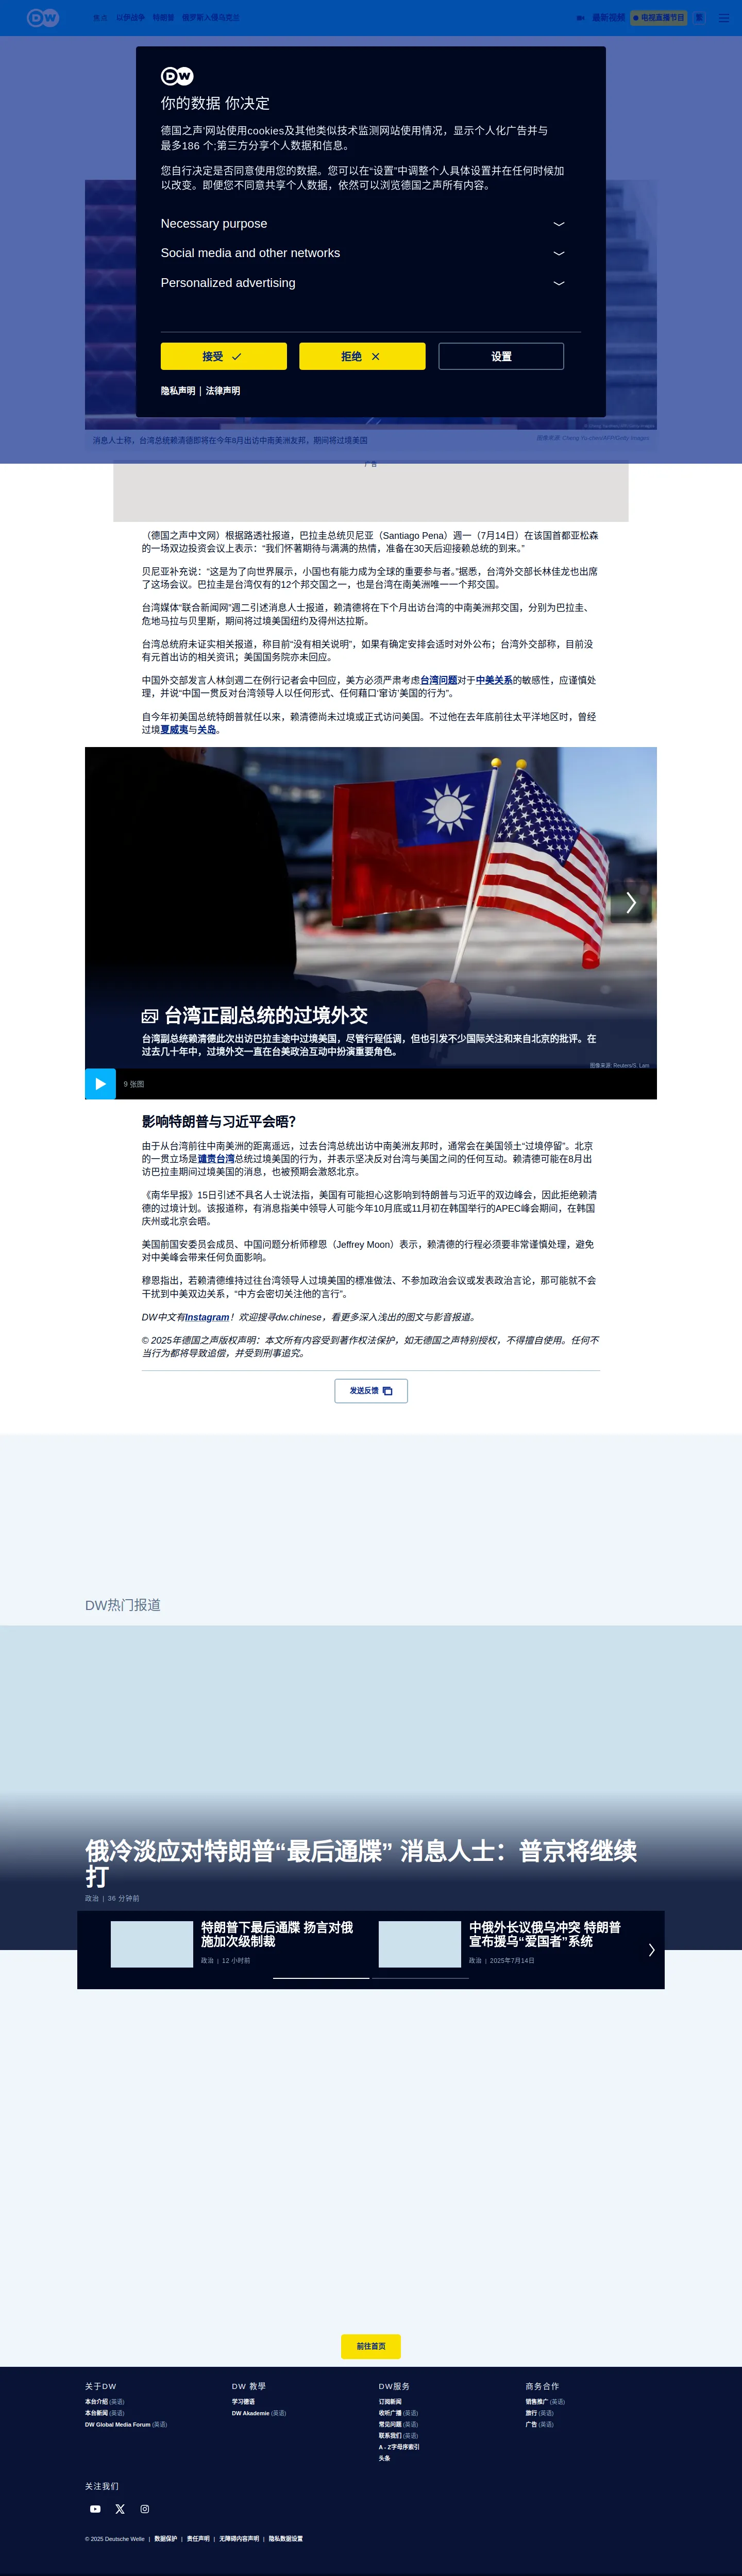 DW
焦点 以伊战争 特朗普 俄罗斯入侵乌克兰
最新视频 电视直播节目 繁
DW
你的数据 你决定
德国之声'网站使用cookies及其他类似技术监测网站使用情况，显示个人化广告并与
最多186 个;第三方分享个人数据和信息。
您自行决定是否同意使用您的数据。您可以在“设置”中调整个人具体设置并在任何时候加
以改变。即便您不同意共享个人数据，依然可以浏览德国之声所有内容。
Necessary purpose
Social media and other networks
Personalized advertising
接受
拒绝
设置
隐私声明 | 法律声明
消息人士称，台湾总统赖清德即将在今年8月出访中南美洲友邦，期间将过境美国
广告
（德国之声中文网）根据路透社报道，巴拉圭总统贝尼亚（Santiago Pena）週一（7月14日）在该国首都亚松森
的一场双边投资会议上表示：“我们怀著期待与满满的热情，准备在30天后迎接赖总统的到来。”
贝尼亚补充说：“这是为了向世界展示，小国也有能力成为全球的重要参与者。”据悉，台湾外交部长林佳龙也出席
了这场会议。巴拉圭是台湾仅有的12个邦交国之一，也是台湾在南美洲唯一一个邦交国。
台湾媒体“联合新闻网”週二引述消息人士报道，赖清德将在下个月出访台湾的中南美洲邦交国，分别为巴拉圭、
危地马拉与贝里斯，期间将过境美国纽约及得州达拉斯。
台湾总统府未证实相关报道，称目前“没有相关说明”，如果有确定安排会适时对外公布；台湾外交部称，目前没
有元首出访的相关资讯；美国国务院亦未回应。
中国外交部发言人林剑週二在例行记者会中回应，美方必须严肃考虑台湾问题对于中美关系的敏感性，应谨慎处
理，并说“中国一贯反对台湾领导人以任何形式、任何藉口‘窜访’美国的行为”。
自今年初美国总统特朗普就任以来，赖清德尚未过境或正式访问美国。不过他在去年底前往太平洋地区时，曾经
过境夏威夷与关岛。
台湾正副总统的过境外交
台湾副总统赖清德此次出访巴拉圭途中过境美国，尽管行程低调，但也引发不少国际关注和来自北京的批评。在
过去几十年中，过境外交一直在台美政治互动中扮演重要角色。
图像来源: Reuters/S. Lam
9 张图
影响特朗普与习近平会晤？
由于从台湾前往中南美洲的距离遥远，过去台湾总统出访中南美洲友邦时，通常会在美国领土“过境停留”。北京
的一贯立场是谴责台湾总统过境美国的行为，并表示坚决反对台湾与美国之间的任何互动。赖清德可能在8月出
访巴拉圭期间过境美国的消息，也被预期会激怒北京。
《南华早报》15日引述不具名人士说法指，美国有可能担心这影响到特朗普与习近平的双边峰会，因此拒绝赖清
德的过境计划。该报道称，有消息指美中领导人可能今年10月底或11月初在韩国举行的APEC峰会期间，在韩国
庆州或北京会晤。
美国前国安委员会成员、中国问题分析师穆恩（Jeffrey Moon）表示，赖清德的行程必须要非常谨慎处理，避免
对中美峰会带来任何负面影响。
穆恩指出，若赖清德维持过往台湾领导人过境美国的標准做法、不参加政治会议或发表政治言论，那可能就不会
干扰到中美双边关系，“中方会密切关注他的言行”。
DW中文有Instagram！欢迎搜寻dw.chinese，看更多深入浅出的图文与影音报道。
© 2025年德国之声版权声明：本文所有内容受到著作权法保护，如无德国之声特别授权，不得擅自使用。任何不
当行为都将导致追偿，并受到刑事追究。
发送反馈
DW热门报道
俄冷淡应对特朗普“最后通牒” 消息人士：普京将继续
打
政治 | 36 分钟前
特朗普下最后通牒 扬言对俄
施加次级制裁
政治 | 12 小时前
中俄外长议俄乌冲突 特朗普
宣布援乌“爱国者”系统
政治 | 2025年7月14日
前往首页
关于DW
本台介绍 (英语)
本台新闻 (英语)
DW Global Media Forum (英语)
DW 教學
学习德语
DW Akademie (英语)
DW服务
订阅新闻
收听广播 (英语)
常见问题 (英语)
联系我们 (英语)
A - Z字母序索引
头条
商务合作
销售推广 (英语)
旅行 (英语)
广告 (英语)
关注我们
© 2025 Deutsche Welle | 数据保护 | 责任声明 | 无障碍内容声明 | 隐私数据设置